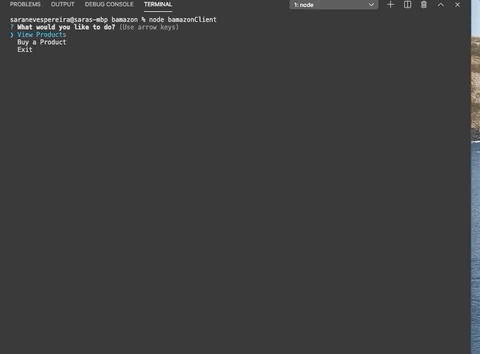 PROBLEMS OUTPUT DEBUG CONSOLE TERMINAL 1: node
saranevespereira@saras-mbp bamazon % node bamazonClient
? What would you like to do? (Use arrow keys)
❯ View Products
Buy a Product
Exit